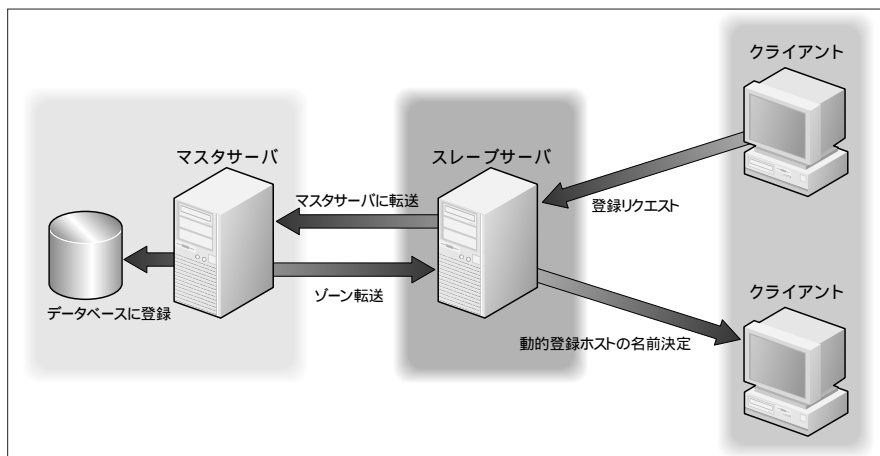 クライアント
マスタサーバ
スレーブサーバ
マスタサーバに転送
登録リクエスト
ゾーン転送
データベースに登録
クライアント
動的登録ホストの名前決定